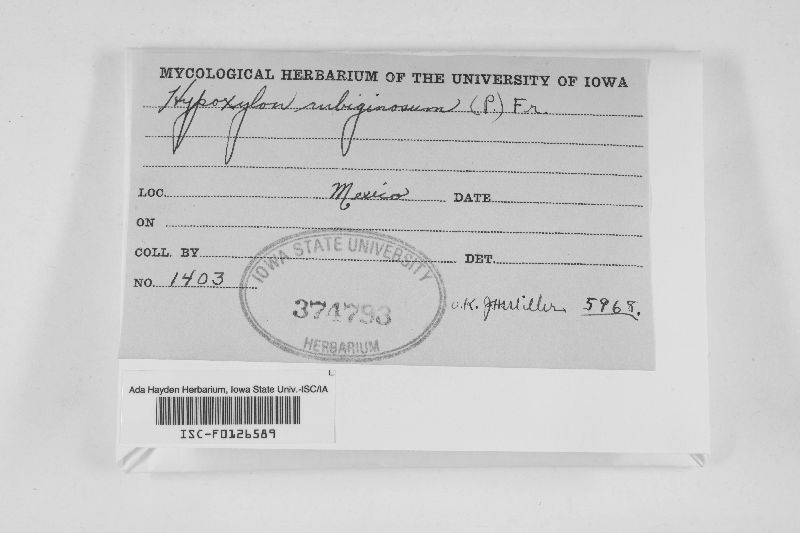 MYCOLOGICAL HERBARIUM OF THE UNIVERSITY OF IOWA
Hypoxylon rubiginosum (P.) Fr.
LOC. Mexico DATE
ON
COLL. BY DET.
NO. 1403
IOWA STATE UNIVERSITY
374793
HERBARIUM
O.K. JHMiller 5968.
Ada Hayden Herbarium, Iowa State Univ.-ISC/IA
ISC-F0126589